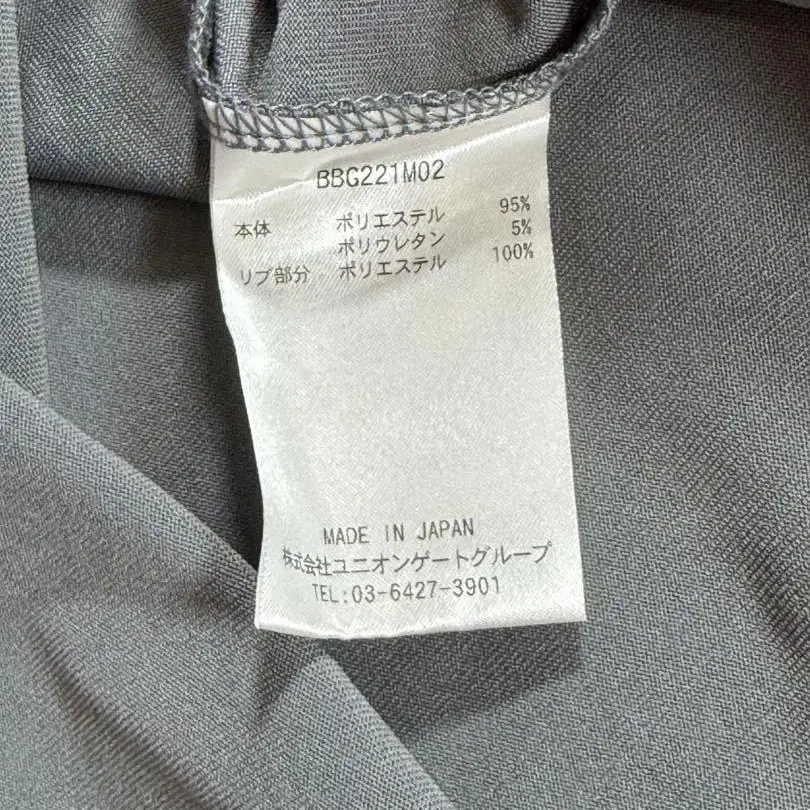 BBG221M02
本体 ポリエステル 95%
ポリウレタン 5%
リブ部分 ポリエステル 100%
MADE IN JAPAN
株式会社ユニオンゲートグループ
TEL:03-6427-3901